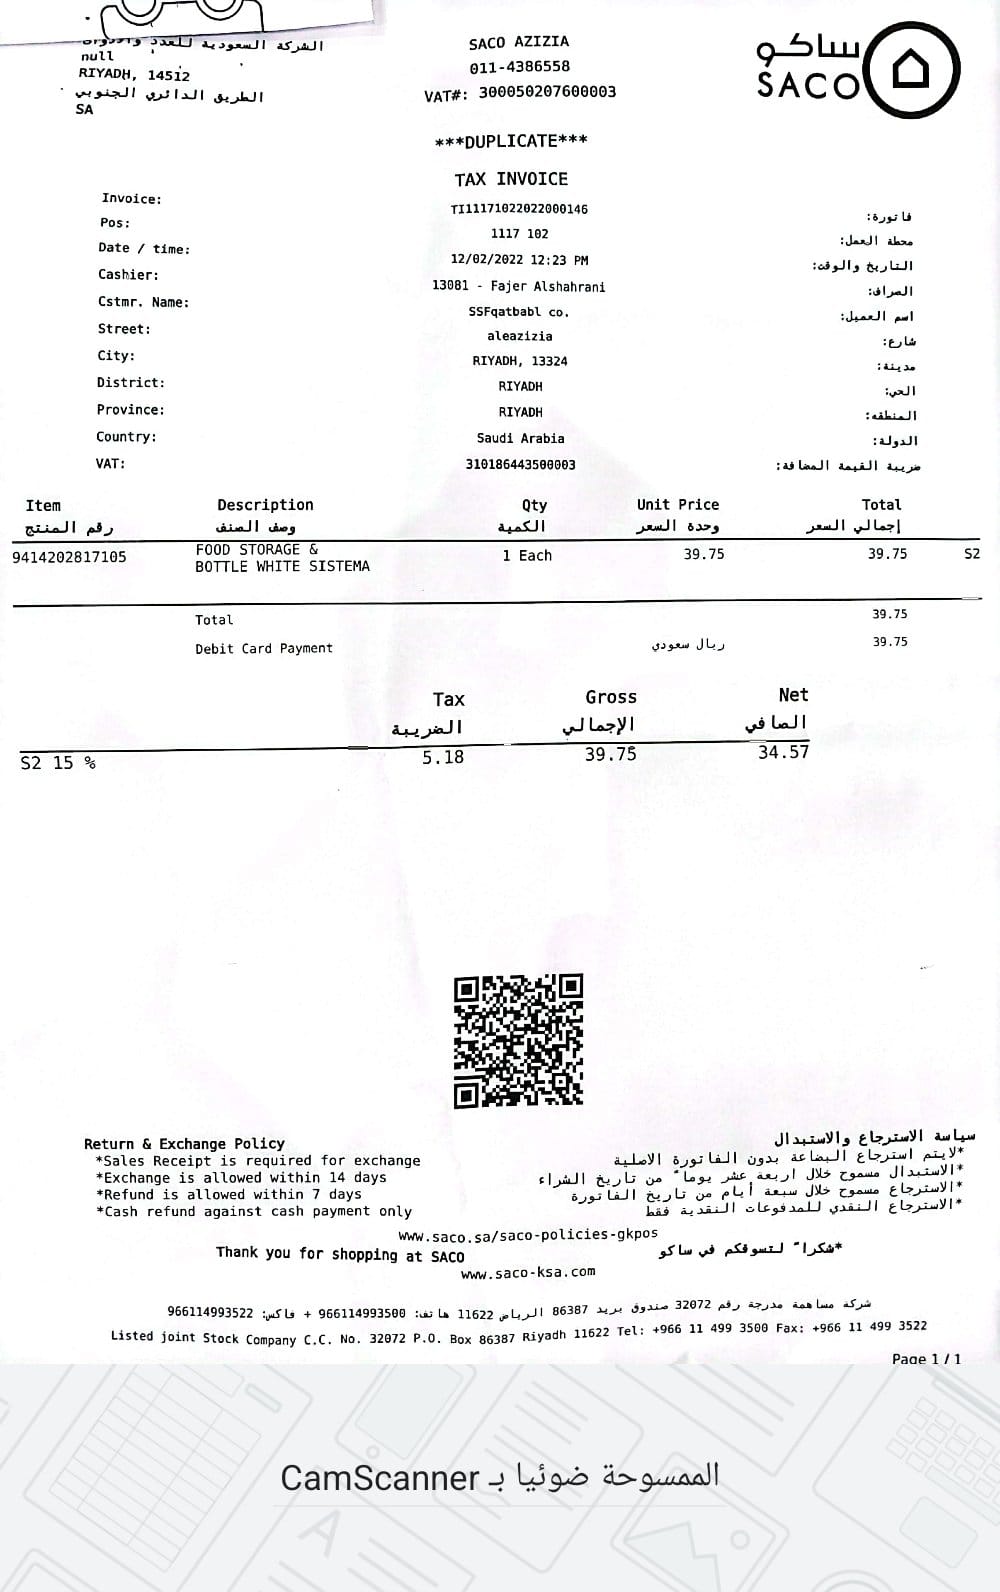 الشركة السعودية للعدد والأدوات
null
RIYADH, 14512
الطريق الدائري الجنوبي
SA
SACO AZIZIA
011-4386558
VAT#: 300050207600003
ساكو
SACO
***DUPLICATE***
TAX INVOICE
Invoice: TI11171022022000146 فاتورة:
Pos: 1117 102 محطة العمل:
Date / time: 12/02/2022 12:23 PM التاريخ والوقت:
Cashier: 13081 - Fajer Alshahrani الصراف:
Cstmr. Name: SSFqatbabl co. اسم العميل:
Street: aleazizia شارع:
City: RIYADH, 13324 مدينة:
District: RIYADH الحي:
Province: RIYADH المنطقه:
Country: Saudi Arabia الدولة:
VAT: 310186443500003 ضريبة القيمة المضافة:
Item Description Qty Unit Price Total
رقم المنتج وصف الصنف الكمية وحدة السعر إجمالي السعر
9414202817105 FOOD STORAGE & 1 Each 39.75 39.75 S2
BOTTLE WHITE SISTEMA
Total 39.75
Debit Card Payment ريال سعودي 39.75
Tax Gross Net
الضريبة الإجمالي الصافي
S2 15 % 5.18 39.75 34.57
Return & Exchange Policy
*Sales Receipt is required for exchange
*Exchange is allowed within 14 days
*Refund is allowed within 7 days
*Cash refund against cash payment only
سياسة الاسترجاع والاستبدال
*لايتم استرجاع البضاعة بدون الفاتورة الاصلية
*الاستبدال مسموح خلال اربعة عشر يوما ً من تاريخ الشراء
*الاسترجاع مسموح خلال سبعة أيام من تاريخ الفاتورة
*الاسترجاع النقدي للمدفوعات النقدية فقط
www.saco.sa/saco-policies-gkpos
Thank you for shopping at SACO *شكرا ً لتسوقكم في ساكو
www.saco-ksa.com
شركة مساهمة مدرجة رقم 32072 صندوق بريد 86387 الرياض 11622 هاتف: 966114993500 + فاكس: 966114993522
Listed joint Stock Company C.C. No. 32072 P.O. Box 86387 Riyadh 11622 Tel: +966 11 499 3500 Fax: +966 11 499 3522
Page 1 / 1
الممسوحة ضوئيا بـ CamScanner